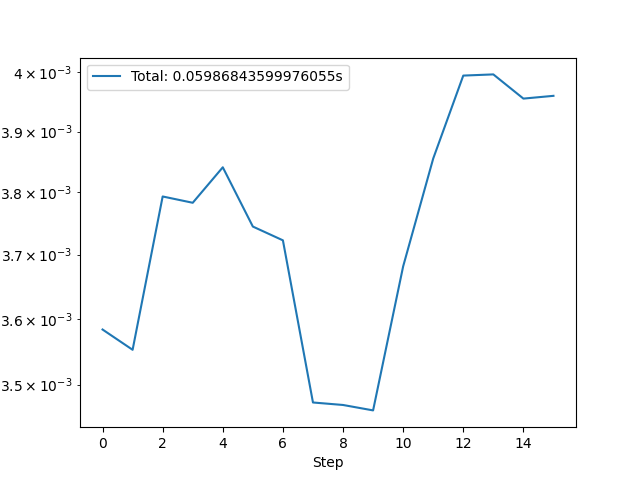 Total: 0.05986843599976055s
4 × 10⁻³
3.9 × 10⁻³
3.8 × 10⁻³
3.7 × 10⁻³
3.6 × 10⁻³
3.5 × 10⁻³
0 2 4 6 8 10 12 14
Step